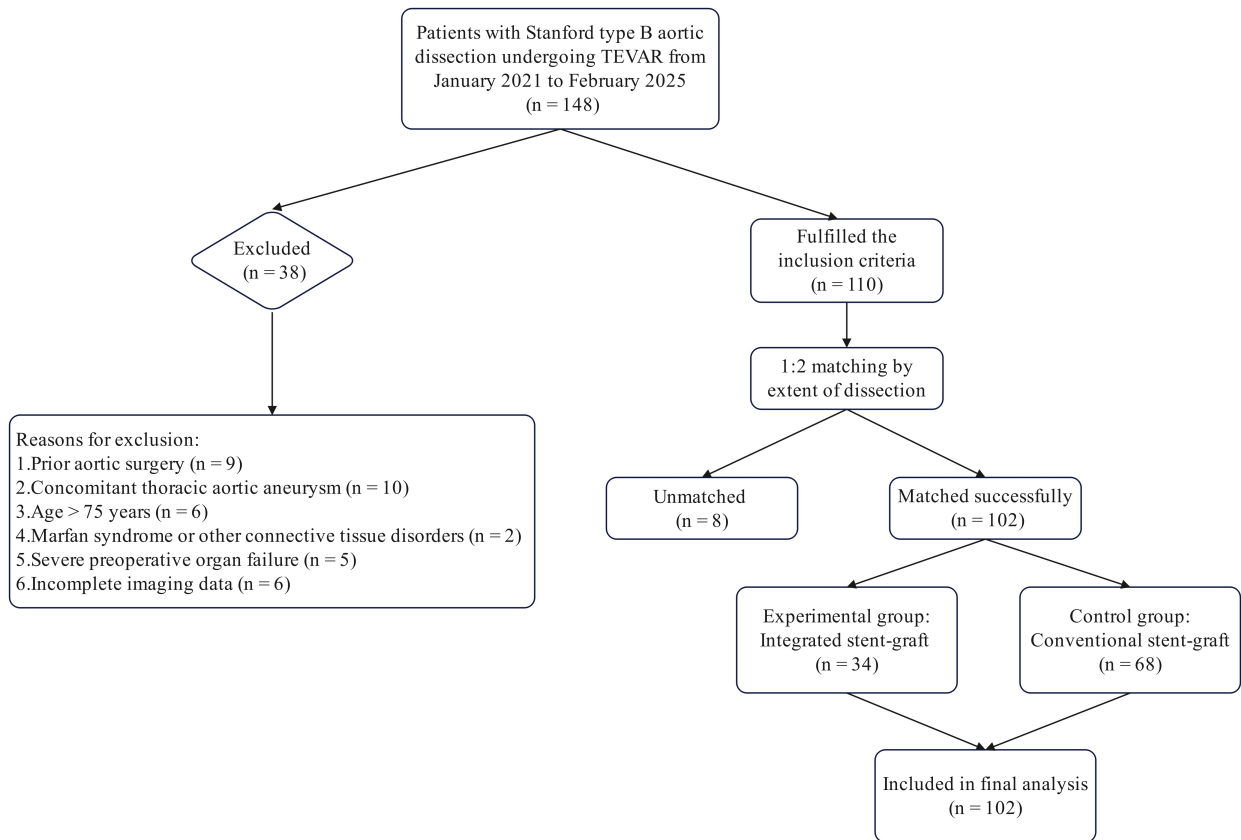 Patients with Stanford type B aortic
dissection undergoing TEVAR from
January 2021 to February 2025
(n = 148)
Excluded
(n = 38)
Fulfilled the
inclusion criteria
(n = 110)
1:2 matching by
extent of dissection
Reasons for exclusion:
1.Prior aortic surgery (n = 9)
2.Concomitant thoracic aortic aneurysm (n = 10)
3.Age > 75 years (n = 6)
4.Marfan syndrome or other connective tissue disorders (n = 2)
5.Severe preoperative organ failure (n = 5)
6.Incomplete imaging data (n = 6)
Unmatched
(n = 8)
Matched successfully
(n = 102)
Experimental group:
Integrated stent-graft
(n = 34)
Control group:
Conventional stent-graft
(n = 68)
Included in final analysis
(n = 102)